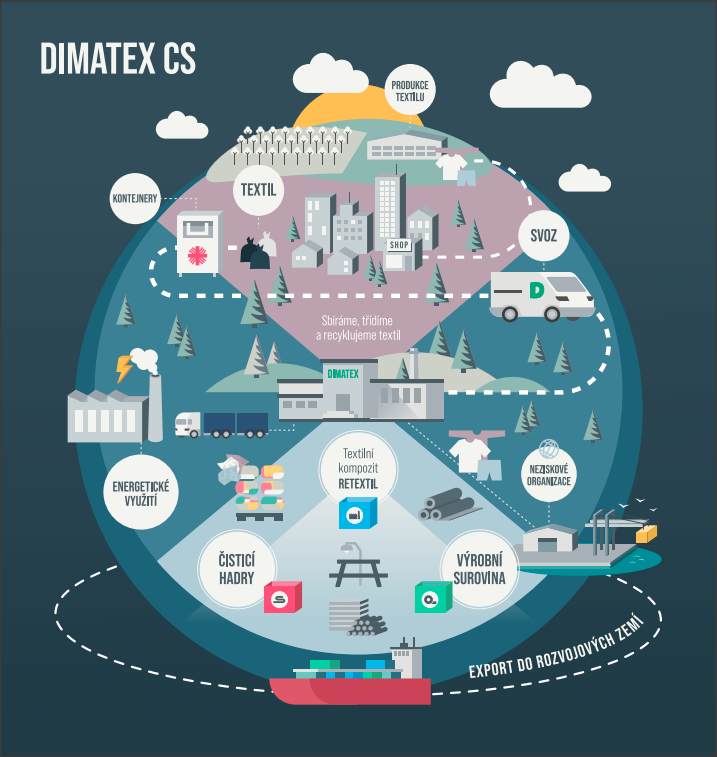 DIMATEX CS
PRODUKCE
TEXTILU
KONTEJNERY
TEXTIL
SHOP
SVOZ
D
Sbíráme, třídíme
a recyklujeme textil
DIMATEX
Textilní
kompozit
RETEXTIL
ENERGETICKÉ
VYUŽITÍ
NEZISKOVÉ
ORGANIZACE
ČISTICÍ
HADRY
VÝROBNÍ
SUROVINA
EXPORT DO ROZVOJOVÝCH ZEMÍ